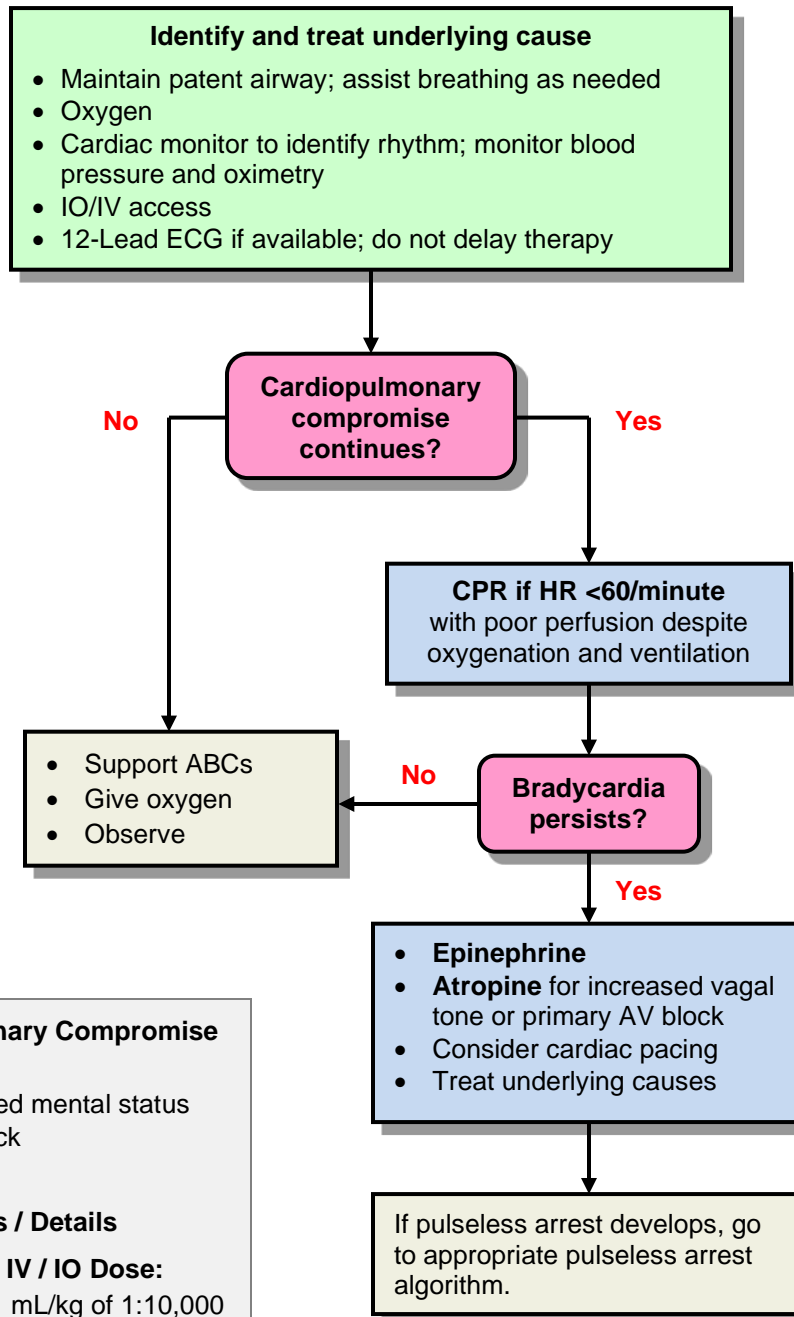 Identify and treat underlying cause
• Maintain patent airway; assist breathing as needed
• Oxygen
• Cardiac monitor to identify rhythm; monitor blood
pressure and oximetry
• IO/IV access
• 12-Lead ECG if available; do not delay therapy
Cardiopulmonary
compromise
continues?
No
Yes
CPR if HR <60/minute
with poor perfusion despite
oxygenation and ventilation
• Support ABCs
• Give oxygen
• Observe
No
Bradycardia
persists?
Yes
• Epinephrine
• Atropine for increased vagal
tone or primary AV block
• Consider cardiac pacing
• Treat underlying causes
Compromise
mental status
/ Details
IV / IO Dose:
mL/kg of 1:10,000
If pulseless arrest develops, go
to appropriate pulseless arrest
algorithm.